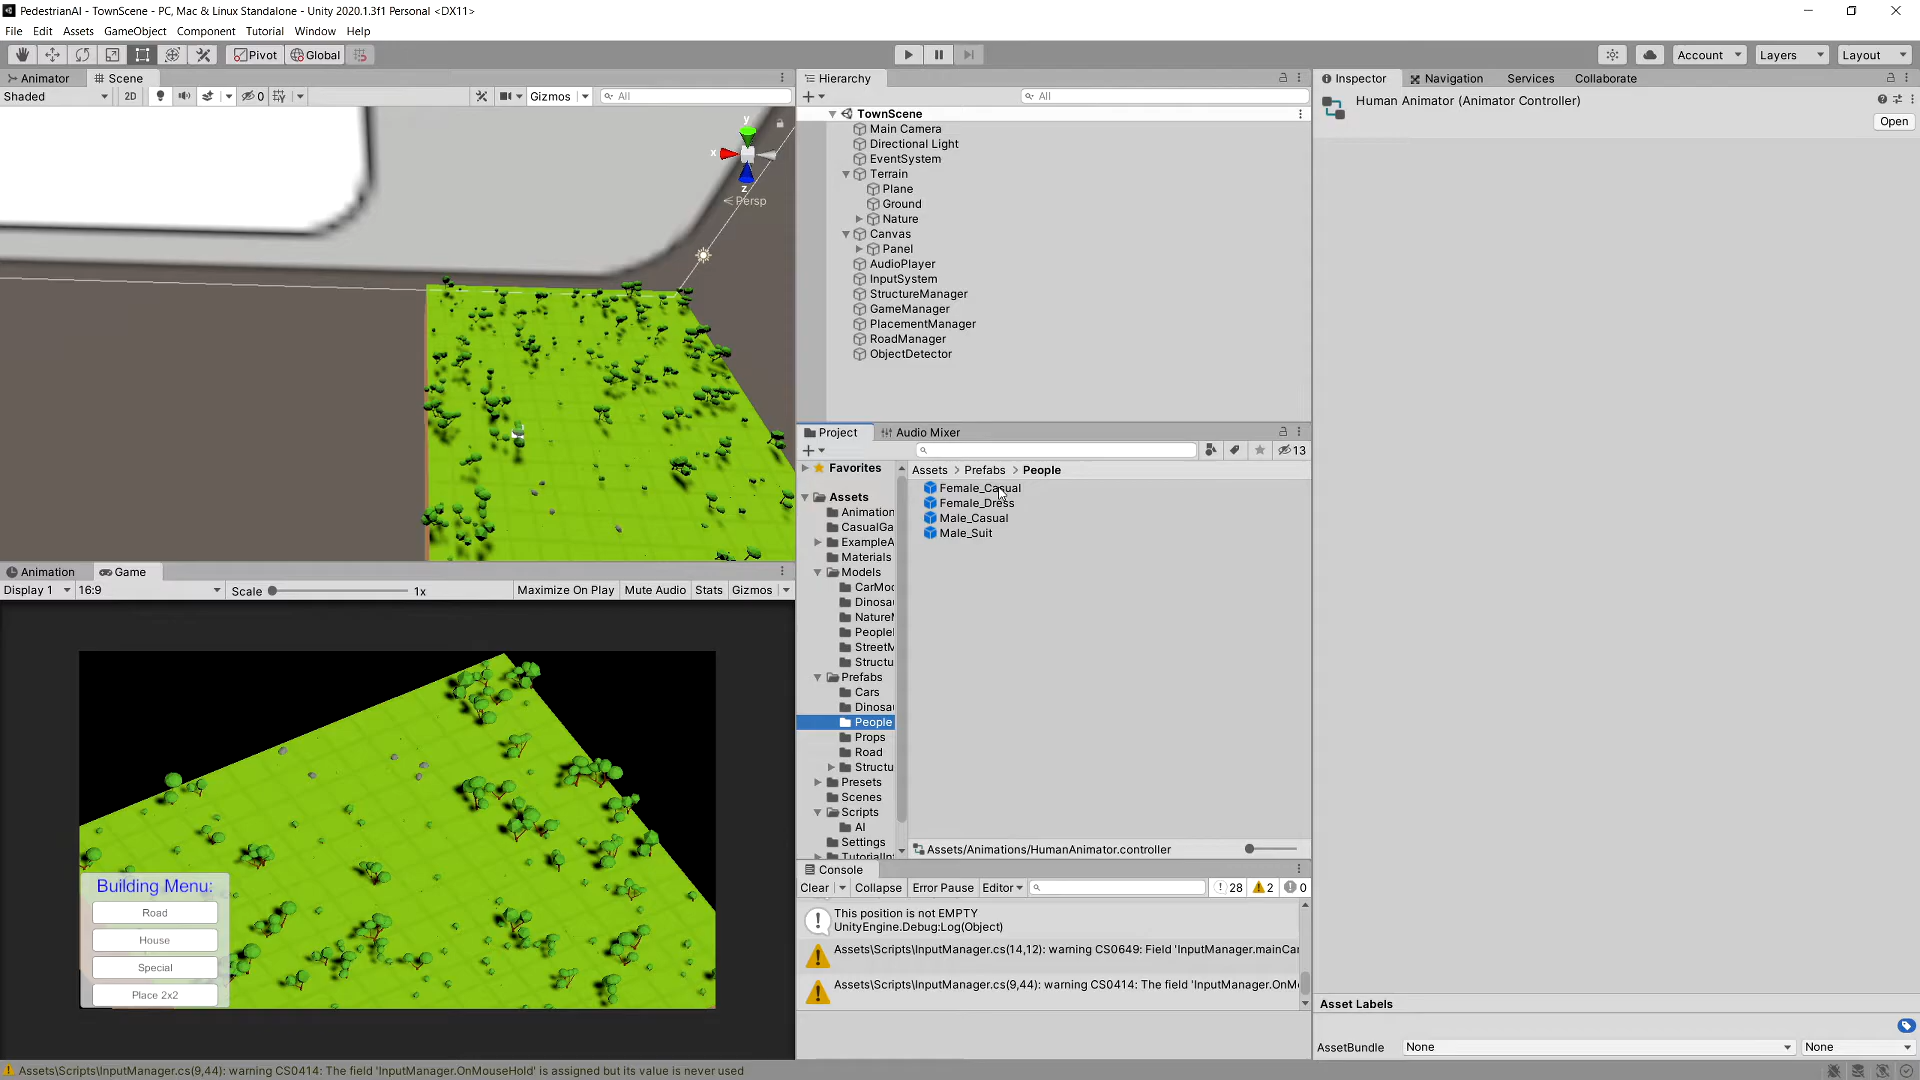 PedestrianAI - TownScene - PC, Mac & Linux Standalone - Unity 2020.1.3f1 Personal <DX11>
File Edit Assets GameObject Component Tutorial Window Help
Pivot Global Account Layers Layout
Animator Scene
Shaded 2D 0 Gizmos All
y
x
z
Persp
Hierarchy
All
TownScene
Main Camera
Directional Light
EventSystem
Terrain
Plane
Ground
Nature
Canvas
Panel
AudioPlayer
InputSystem
StructureManager
GameManager
PlacementManager
RoadManager
ObjectDetector
Inspector Navigation Services Collaborate
Human Animator (Animator Controller)
Open
Project Audio Mixer
13
Favorites
Assets
Animation
CasualGa
ExampleA
Materials
Models
CarMo
Dinosa
Nature
People
StreetM
Structu
Prefabs
Cars
Dinosa
People
Props
Road
Structu
Presets
Scenes
Scripts
AI
Settings
Assets > Prefabs > People
Female_Casual
Female_Dress
Male_Casual
Male_Suit
Assets/Animations/HumanAnimator.controller
Animation Game
Display 1 16:9 Scale 1x Maximize On Play Mute Audio Stats Gizmos
Building Menu:
Road
House
Special
Place 2x2
Console
Clear Collapse Error Pause Editor 28 2 0
This position is not EMPTY
UnityEngine.Debug:Log(Object)
Assets\Scripts\InputManager.cs(14,12): warning CS0649: Field 'InputManager.mainCa
Assets\Scripts\InputManager.cs(9,44): warning CS0414: The field 'InputManager.OnM
Asset Labels
AssetBundle None None
Assets\Scripts\InputManager.cs(9,44): warning CS0414: The field 'InputManager.OnMouseHold' is assigned but its value is never used